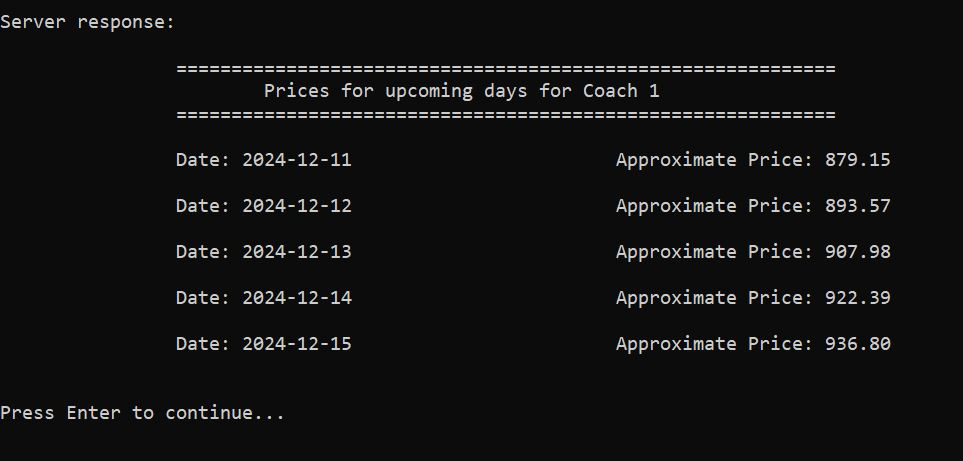 Server response:
============================================================
Prices for upcoming days for Coach 1
============================================================
Date: 2024-12-11 Approximate Price: 879.15
Date: 2024-12-12 Approximate Price: 893.57
Date: 2024-12-13 Approximate Price: 907.98
Date: 2024-12-14 Approximate Price: 922.39
Date: 2024-12-15 Approximate Price: 936.80
Press Enter to continue...